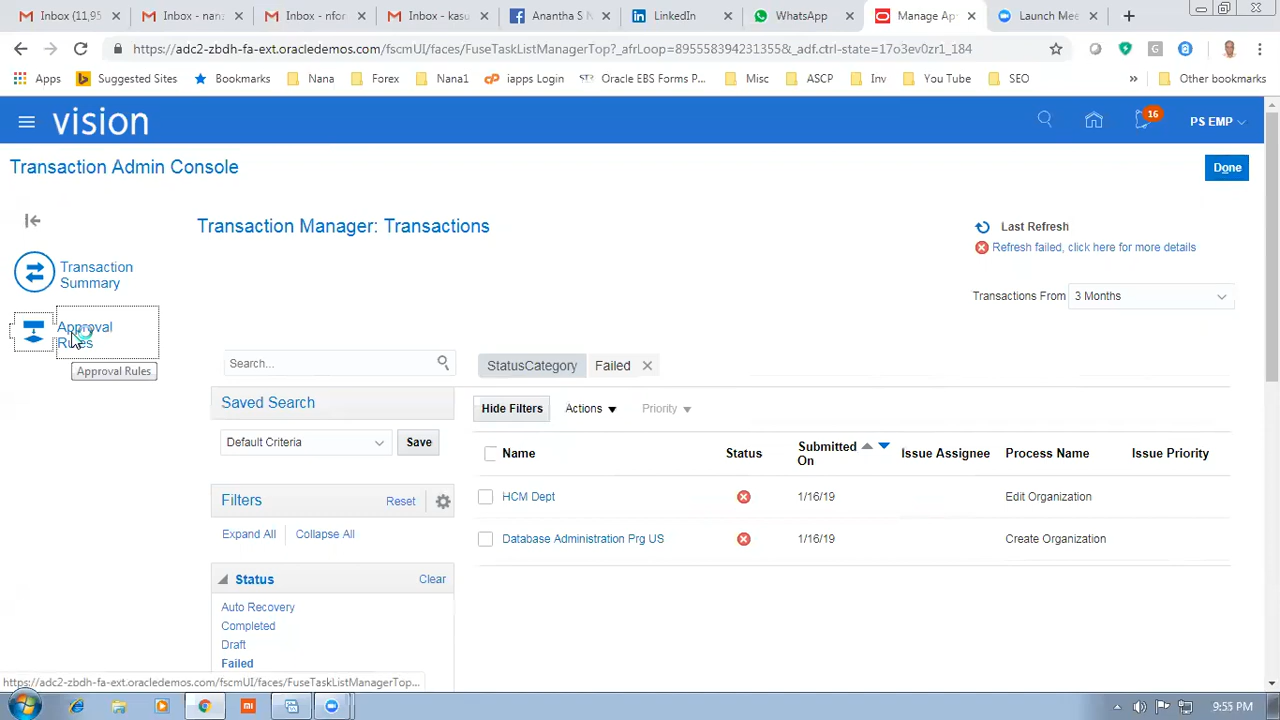 Inbox (11,95
Inbox - nana
Inbox - nfor
Inbox - kasu
Anantha S N
LinkedIn
WhatsApp
Manage App
Launch Mee
https://adc2-zbdh-fa-ext.oracledemos.com/fscmUI/faces/FuseTaskListManagerTop?_afrLoop=89555839423135​5&_adf.ctrl-state=17o3ev0zr1_184
Apps
Suggested Sites
Bookmarks
Nana
Forex
Nana1
iapps Login
Oracle EBS Forms P...
Misc
ASCP
Inv
You Tube
SEO
»
Other bookmarks
vision
16
PS EMP
Transaction Admin Console
Done
Transaction Manager: Transactions
Last Refresh
Refresh failed, click here for more details
Transaction
Summary
Transactions From 3 Months
Approval
Rules
Approval Rules
Search...
StatusCategory Failed
Saved Search
Hide Filters Actions Priority
Default Criteria Save
Name Status Submitted On Issue Assignee Process Name Issue Priority
HCM Dept 1/16/19 Edit Organization
Filters Reset
Expand All Collapse All
Database Administration Prg US 1/16/19 Create Organization
Status Clear
Auto Recovery
Completed
Draft
Failed
https://adc2-zbdh-fa-ext.oracledemos.com/fscmUI/faces/FuseTaskListManagerTop...
9:55 PM